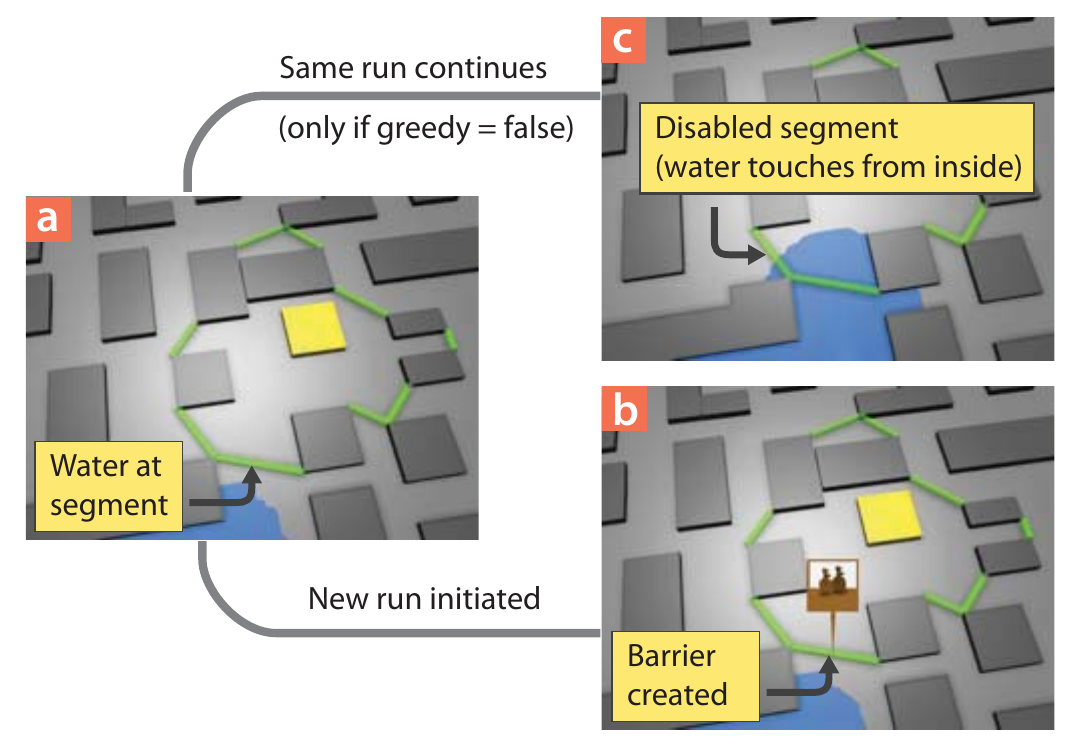 Same run continues
(only if greedy = false)
c
Disabled segment
(water touches from inside)
a
Water at
segment
New run initiated
b
Barrier
created